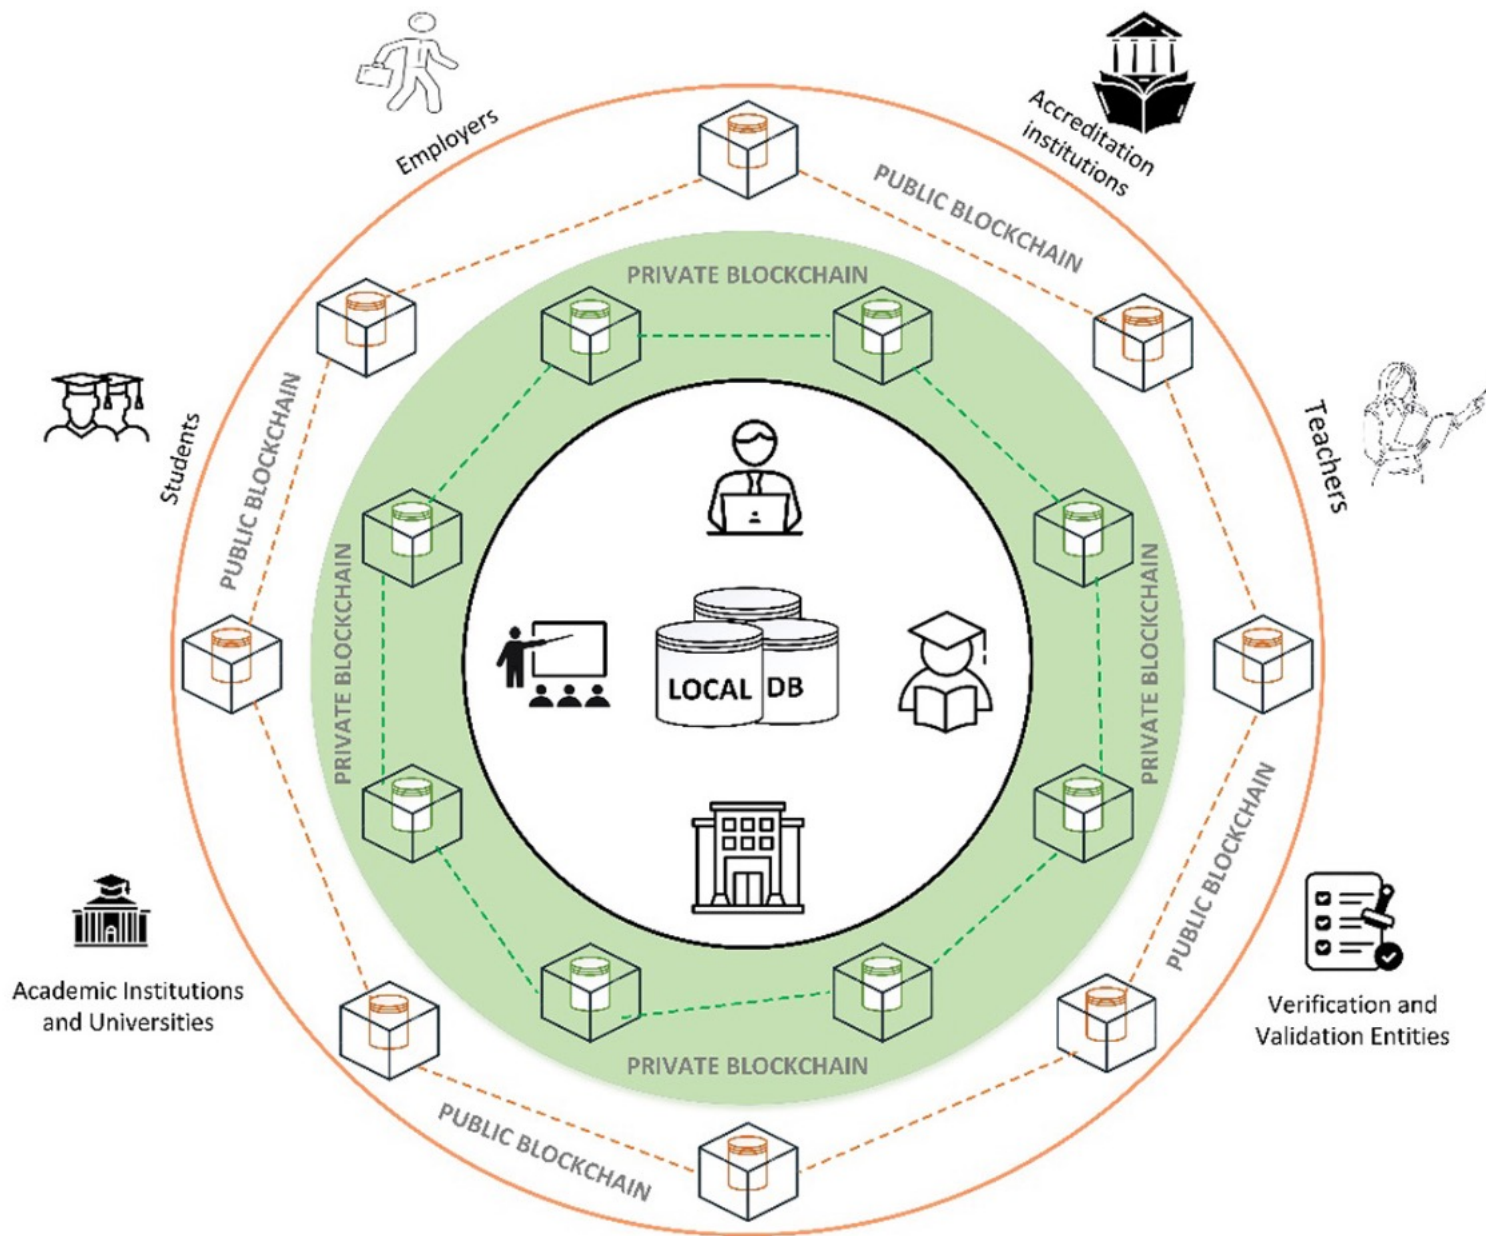 Employers
Accreditation
institutions
PUBLIC BLOCKCHAIN
PRIVATE BLOCKCHAIN
Students
PUBLIC BLOCKCHAIN
Teachers
PRIVATE BLOCKCHAIN
PRIVATE BLOCKCHAIN
LOCAL DB
PUBLIC BLOCKCHAIN
Academic Institutions
and Universities
Verification and
Validation Entities
PRIVATE BLOCKCHAIN
PUBLIC BLOCKCHAIN